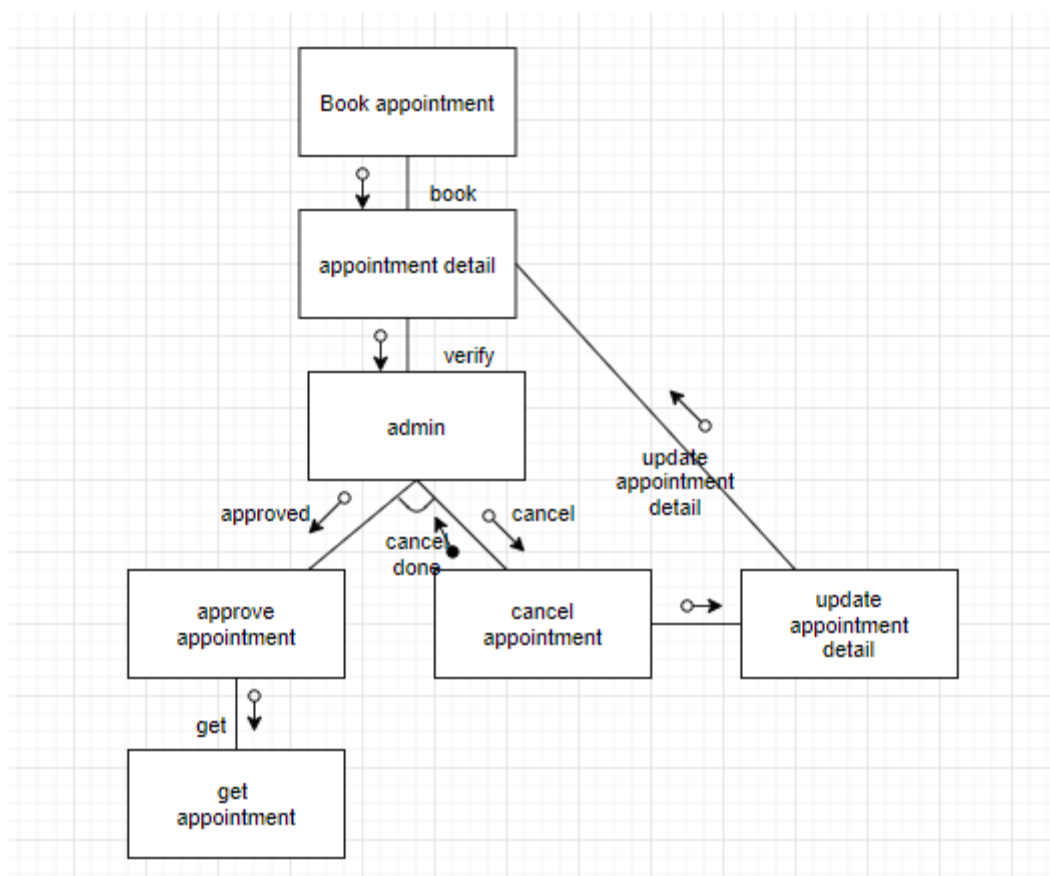 Book appointment
book
appointment detail
verify
admin
update
appointment
detail
approved
cancel
cancel
done
approve
appointment
cancel
appointment
update
appointment
detail
get
get
appointment